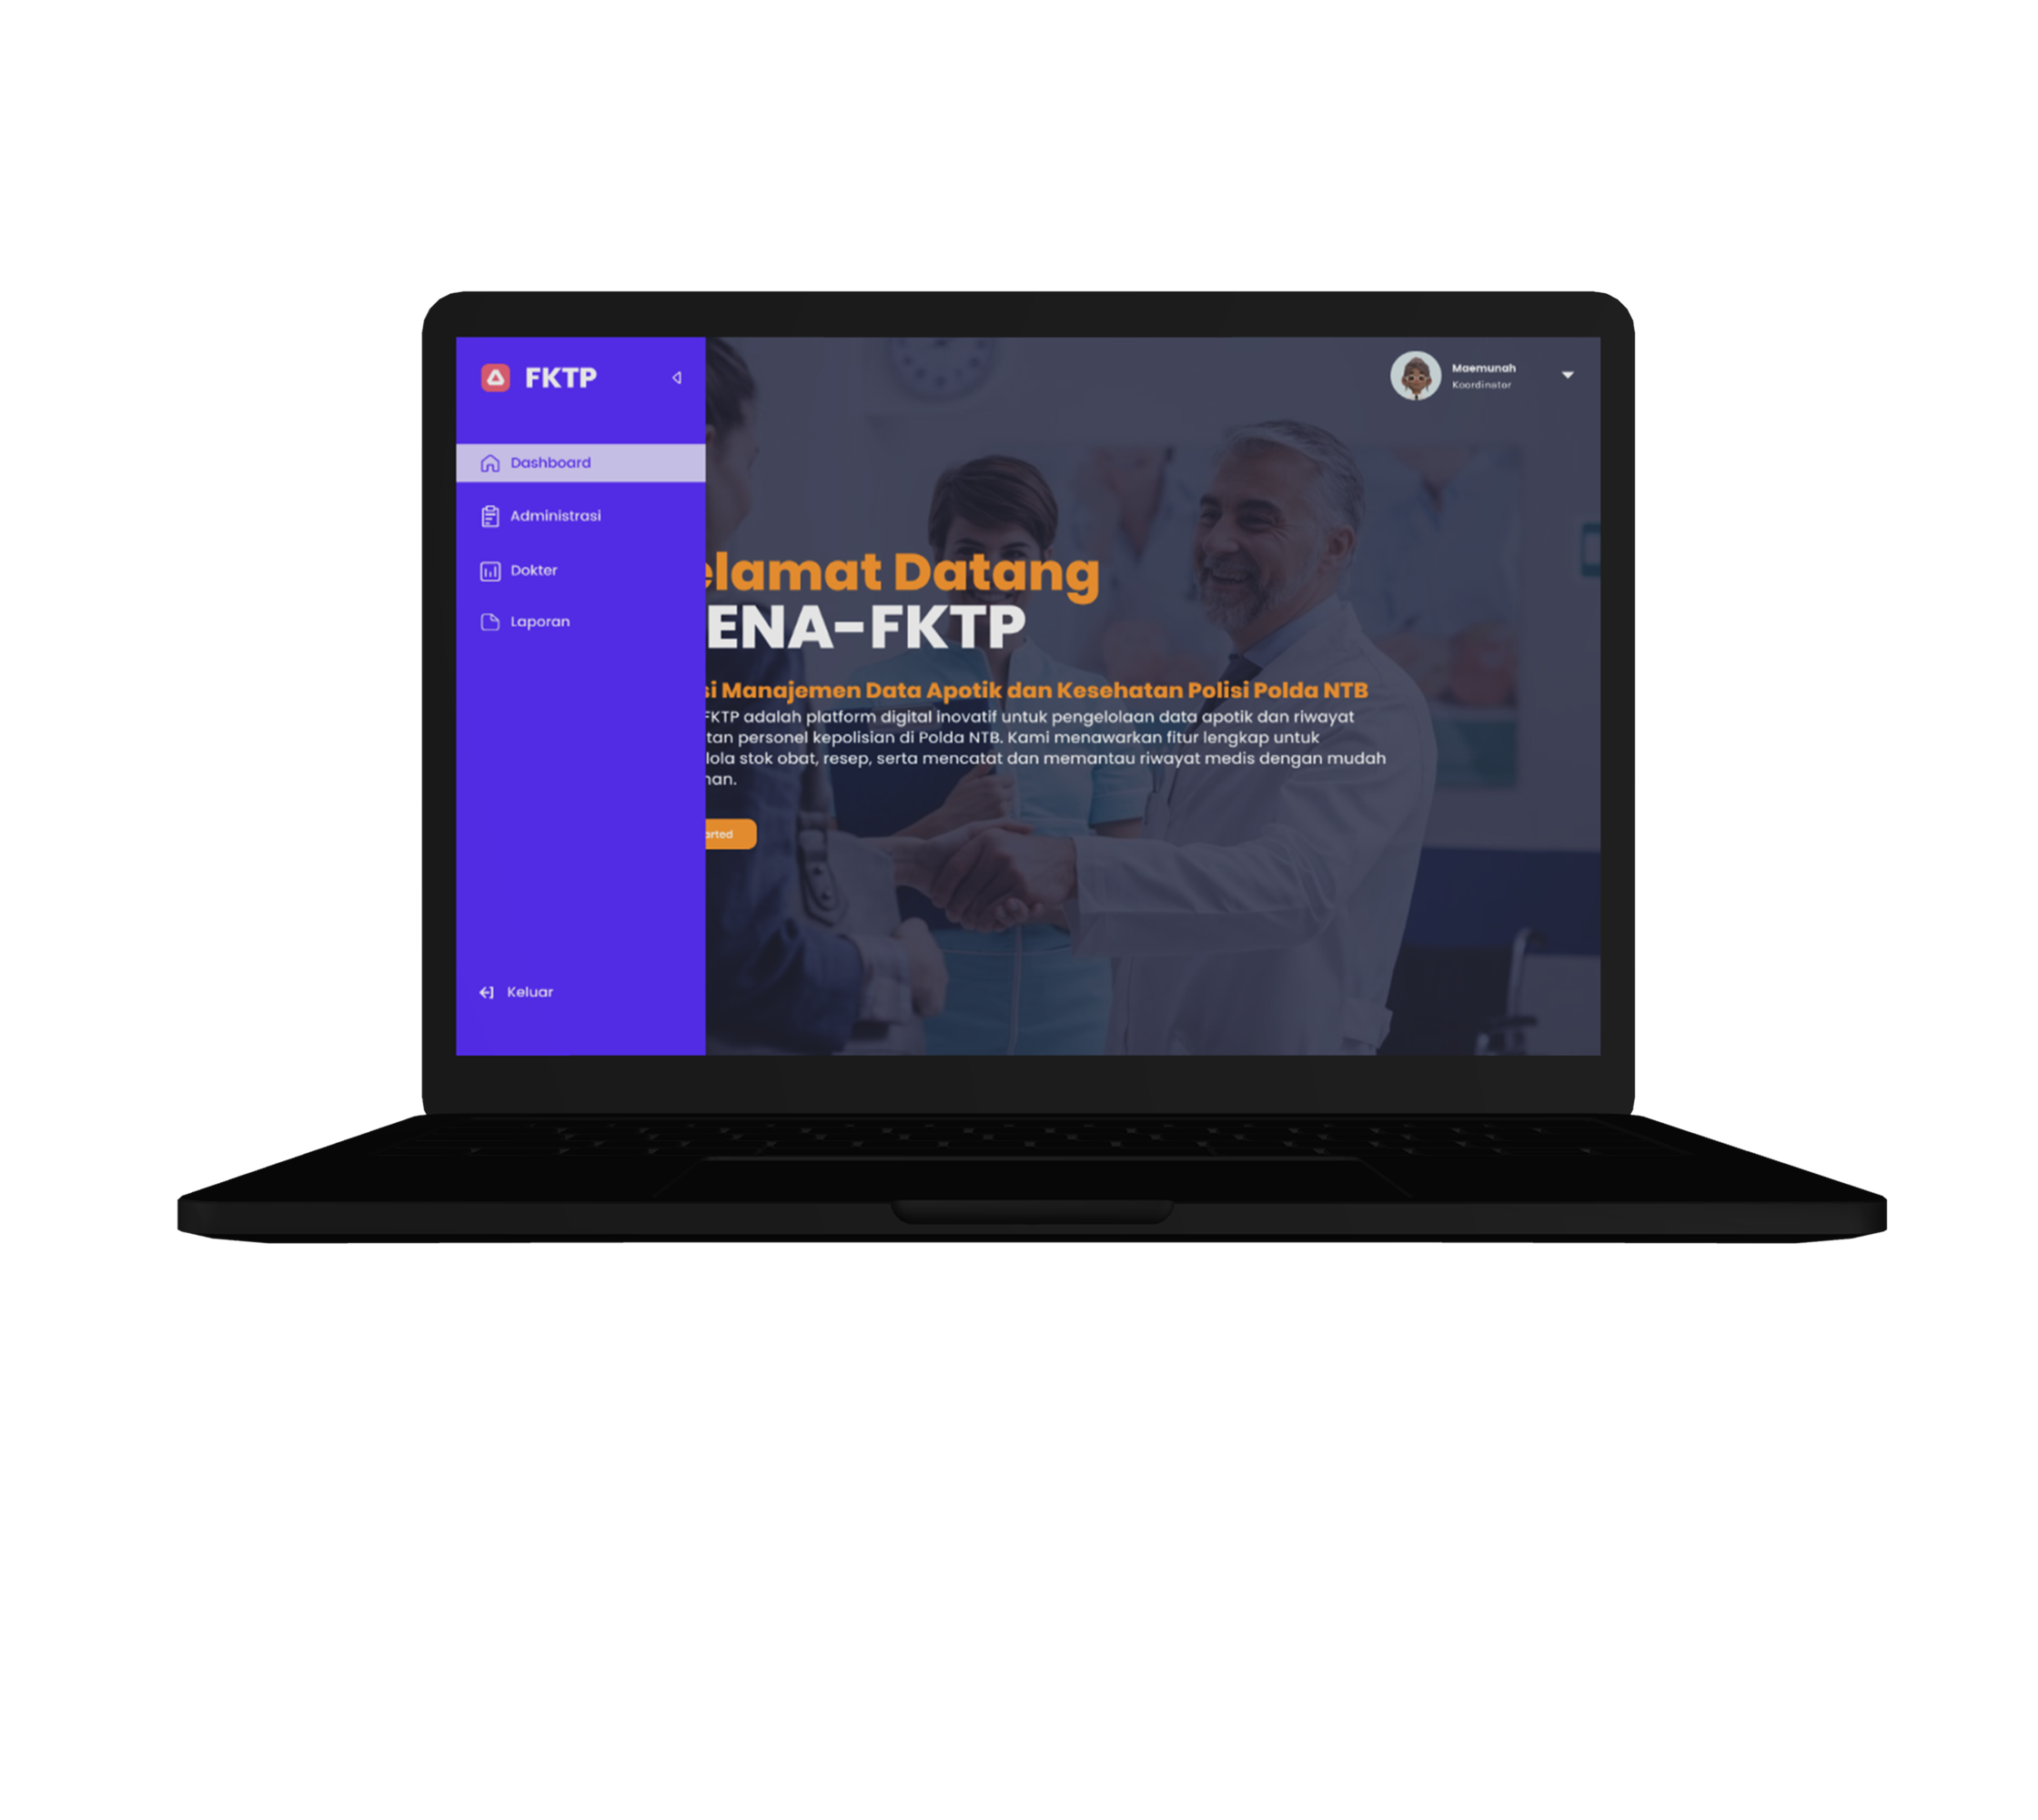 FKTP
Maemunah
Koordinator
Dashboard
Administrasi
Dokter
Laporan
Keluar
elamat Datang
ENA-FKTP
si Manajemen Data Apotik dan Kesehatan Polisi Polda NTB
FKTP adalah platform digital inovatif untuk pengelolaan data apotik dan riwayat
tan personel kepolisian di Polda NTB. Kami menawarkan fitur lengkap untuk
lola stok obat, resep, serta mencatat dan memantau riwayat medis dengan mudah
nan.
arted